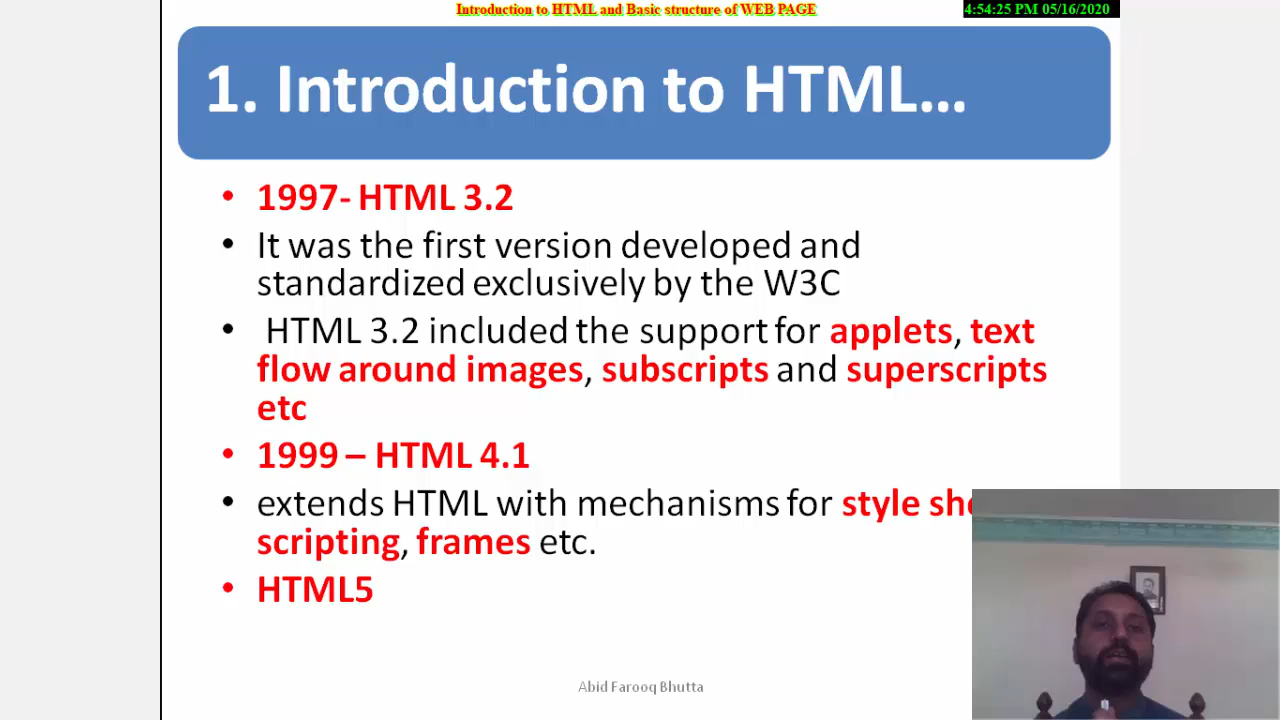 Introduction to HTML and Basic structure of WEB PAGE
4:54:25 PM 05/16/2020
1. Introduction to HTML...
• 1997- HTML 3.2
• It was the first version developed and
standardized exclusively by the W3C
• HTML 3.2 included the support for applets, text
flow around images, subscripts and superscripts
etc
• 1999 – HTML 4.1
• extends HTML with mechanisms for style
scripting, frames etc.
• HTML5
Abid Farooq Bhutta